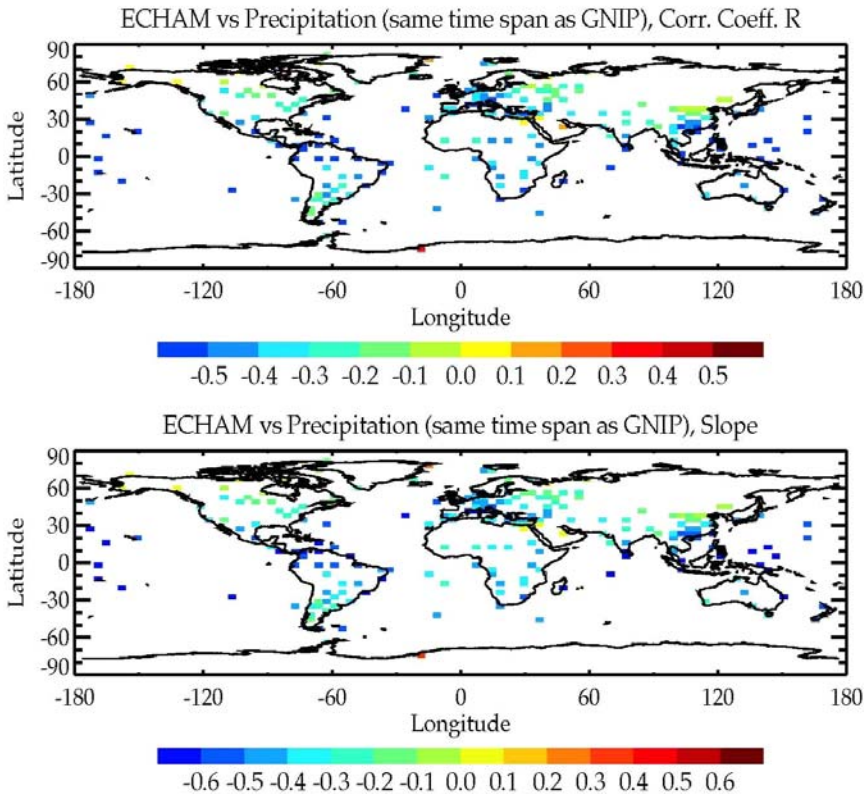 ECHAM vs Precipitation (same time span as GNIP), Corr. Coeff. R
90
60
30
0
-30
-60
-90
Latitude
-180 -120 -60 0 60 120 180
Longitude
-0.5 -0.4 -0.3 -0.2 -0.1 0.0 0.1 0.2 0.3 0.4 0.5
ECHAM vs Precipitation (same time span as GNIP), Slope
90
60
30
0
-30
-60
-90
Latitude
-180 -120 -60 0 60 120 180
Longitude
-0.6 -0.5 -0.4 -0.3 -0.2 -0.1 0.0 0.1 0.2 0.3 0.4 0.5 0.6